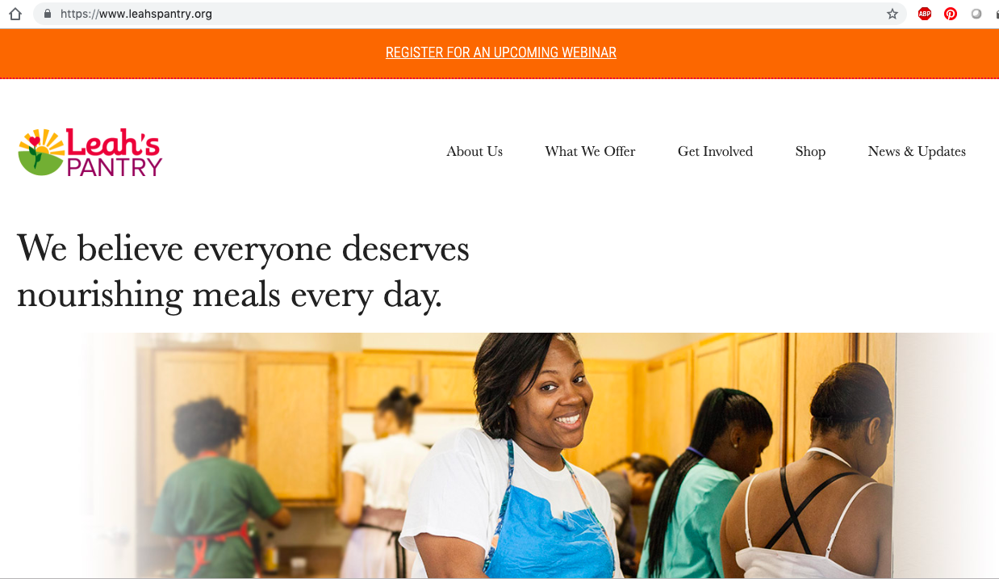 https://www.leahspantry.org
ABP
REGISTER FOR AN UPCOMING WEBINAR
Leah's
PANTRY
About Us What We Offer Get Involved Shop News & Updates
We believe everyone deserves
nourishing meals every day.